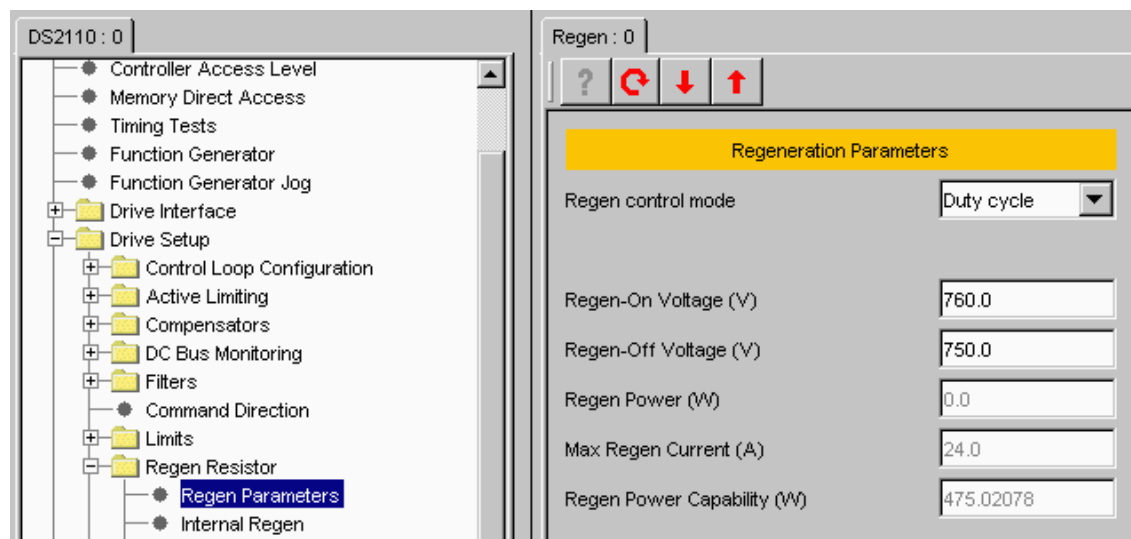 DS2110 : 0
Controller Access Level
Memory Direct Access
Timing Tests
Function Generator
Function Generator Jog
Drive Interface
Drive Setup
Control Loop Configuration
Active Limiting
Compensators
DC Bus Monitoring
Filters
Command Direction
Limits
Regen Resistor
Regen Parameters
Internal Regen
Regen : 0
?
Regeneration Parameters
Regen control mode Duty cycle
Regen-On Voltage (V) 760.0
Regen-Off Voltage (V) 750.0
Regen Power (W) 0.0
Max Regen Current (A) 24.0
Regen Power Capability (W) 475.02078